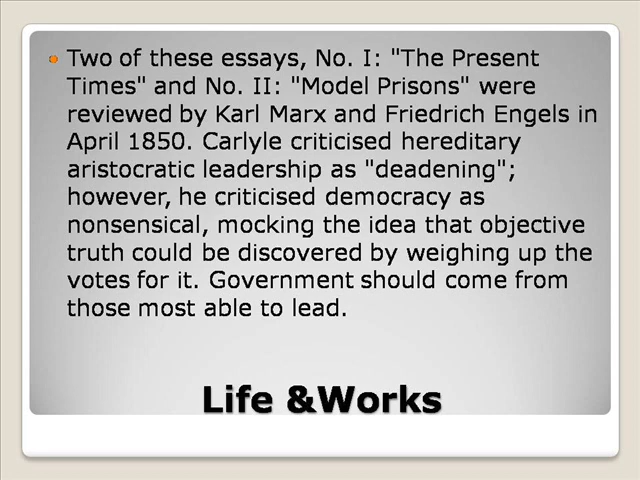 Two of these essays, No. I: "The Present
Times" and No. II: "Model Prisons" were
reviewed by Karl Marx and Friedrich Engels in
April 1850. Carlyle criticised hereditary
aristocratic leadership as "deadening";
however, he criticised democracy as
nonsensical, mocking the idea that objective
truth could be discovered by weighing up the
votes for it. Government should come from
those most able to lead.
Life &Works